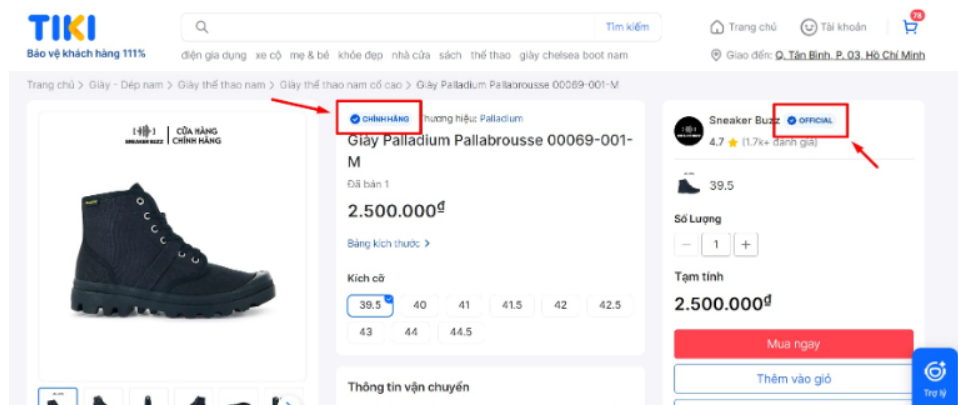 TIKI
Bảo vệ khách hàng 111%
Tìm kiếm
điện gia dụng xe cộ mẹ & bé khỏe đẹp nhà cửa sách thể thao giày chelsea boot nam
Trang chủ
Tài khoản
78
Giao đến: Q. Tân Bình, P. 03, Hồ Chí Minh
Trang chủ > Giày - Dép nam > Giày thể thao nam > Giày thể thao nam cổ cao > Giày Palladium Pallabrousse 00069-001-M
SNEAKER BUZZ
CỬA HÀNG
CHÍNH HÃNG
CHÍNH HÃNG
Thương hiệu: Palladium
Giày Palladium Pallabrousse 00069-001-
M
Đã bán 1
2.500.000₫
Bảng kích thước >
Kích cỡ
39.5 40 41 41.5 42 42.5
43 44 44.5
Thông tin vận chuyển
Sneaker Buzz OFFICIAL
4.7 (1.7k+ đánh giá)
39.5
Số Lượng
- 1 +
Tạm tính
2.500.000₫
Mua ngay
Thêm vào giỏ
Trợ lý